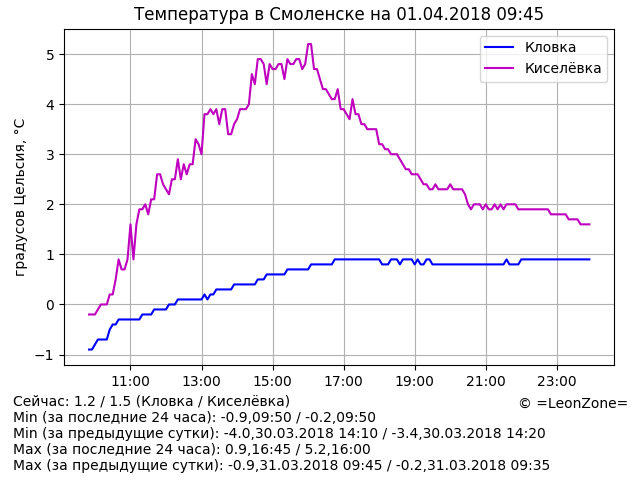 Температура в Смоленске на 01.04.2018 09:45
Кловка
Киселёвка
градусов Цельсия, °C
5
4
3
2
1
0
−1
11:00 13:00 15:00 17:00 19:00 21:00 23:00
Сейчас: 1.2 / 1.5 (Кловка / Киселёвка)
© =LeonZone=
Min (за последние 24 часа): -0.9,09:50 / -0.2,09:50
Min (за предыдущие сутки): -4.0,30.03.2018 14:10 / -3.4,30.03.2018 14:20
Max (за последние 24 часа): 0.9,16:45 / 5.2,16:00
Max (за предыдущие сутки): -0.9,31.03.2018 09:45 / -0.2,31.03.2018 09:35